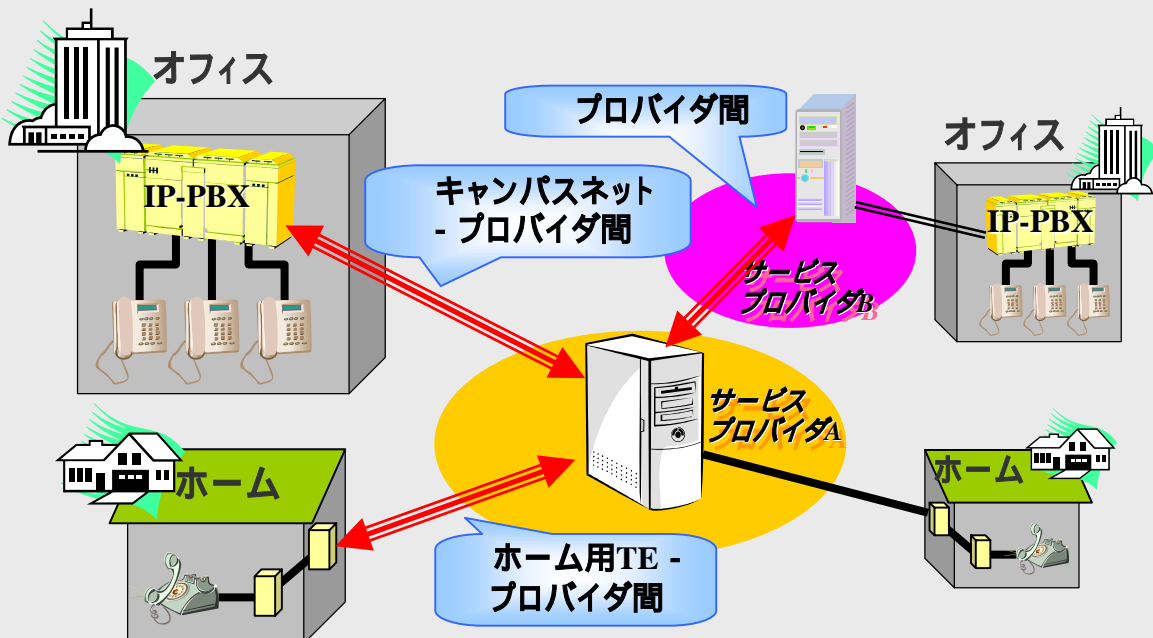 オフィス
IP-PBX
プロバイダ間
キャンパスネット
- プロバイダ間
オフィス
IP-PBX
サービス
プロバイダB
サービス
プロバイダA
ホーム
ホーム
ホーム用TE -
プロバイダ間